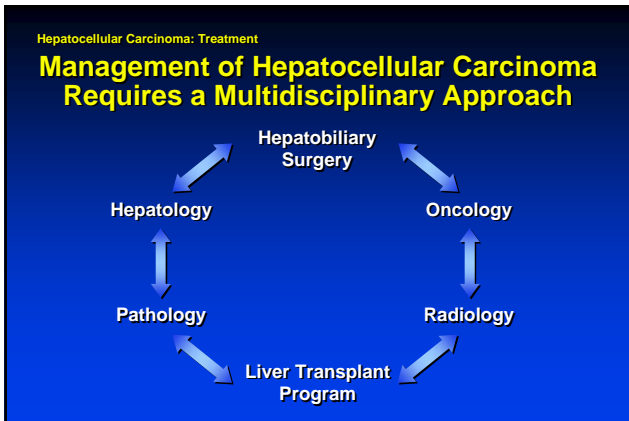 Hepatocellular Carcinoma: Treatment
Management of Hepatocellular Carcinoma
Requires a Multidisciplinary Approach
Hepatobiliary
Surgery
Hepatology
Oncology
Pathology
Radiology
Liver Transplant
Program